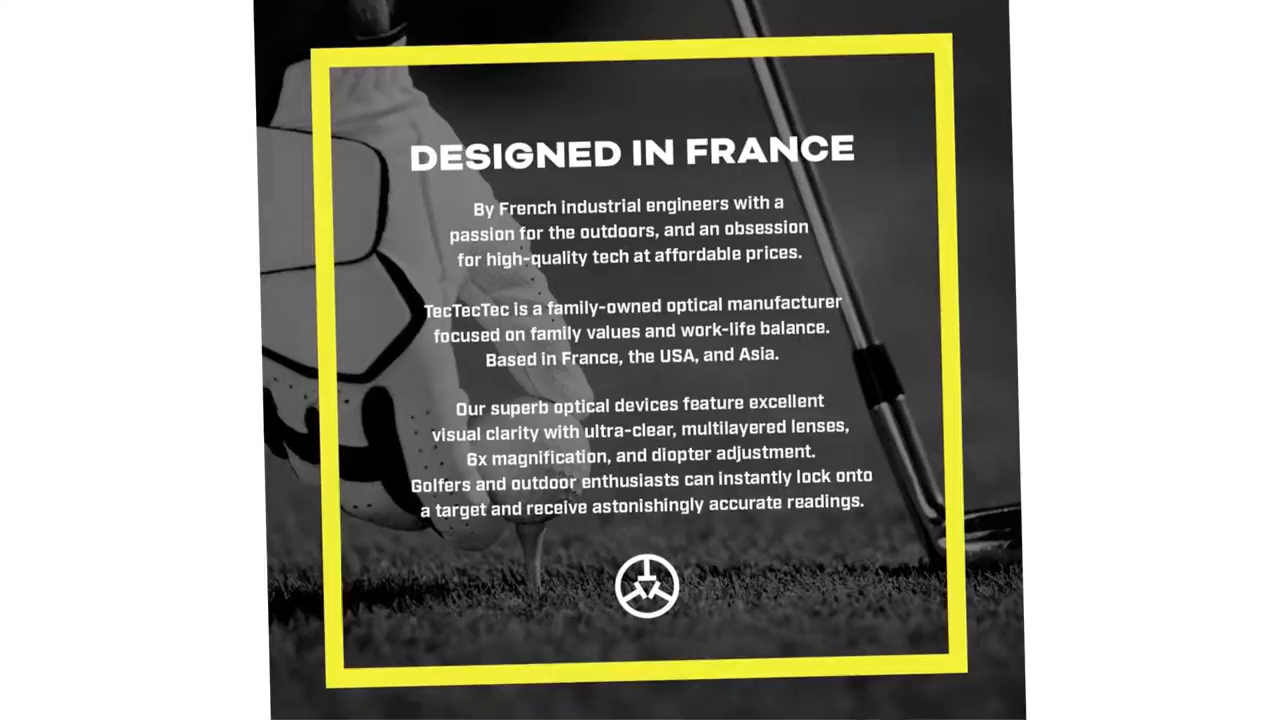 DESIGNED IN FRANCE
By French industrial engineers with a
passion for the outdoors, and an obsession
for high-quality tech at affordable prices.
TecTecTec is a family-owned optical manufacturer
focused on family values and work-life balance.
Based in France, the USA, and Asia.
Our superb optical devices feature excellent
visual clarity with ultra-clear, multilayered lenses,
6x magnification, and diopter adjustment.
Golfers and outdoor enthusiasts can instantly lock onto
a target and receive astonishingly accurate readings.